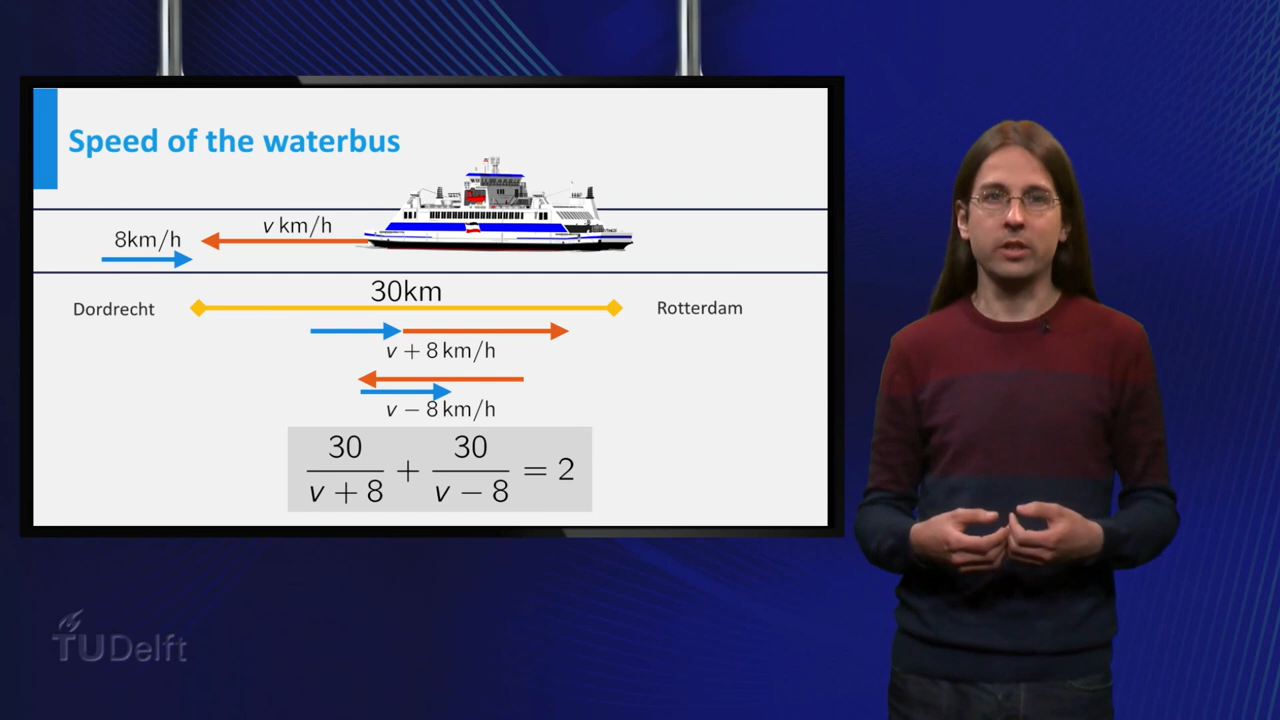 Speed of the waterbus
v km/h
8km/h
30km
Dordrecht
Rotterdam
v + 8 km/h
v − 8 km/h
30/(v + 8) + 30/(v − 8) = 2
TUDelft